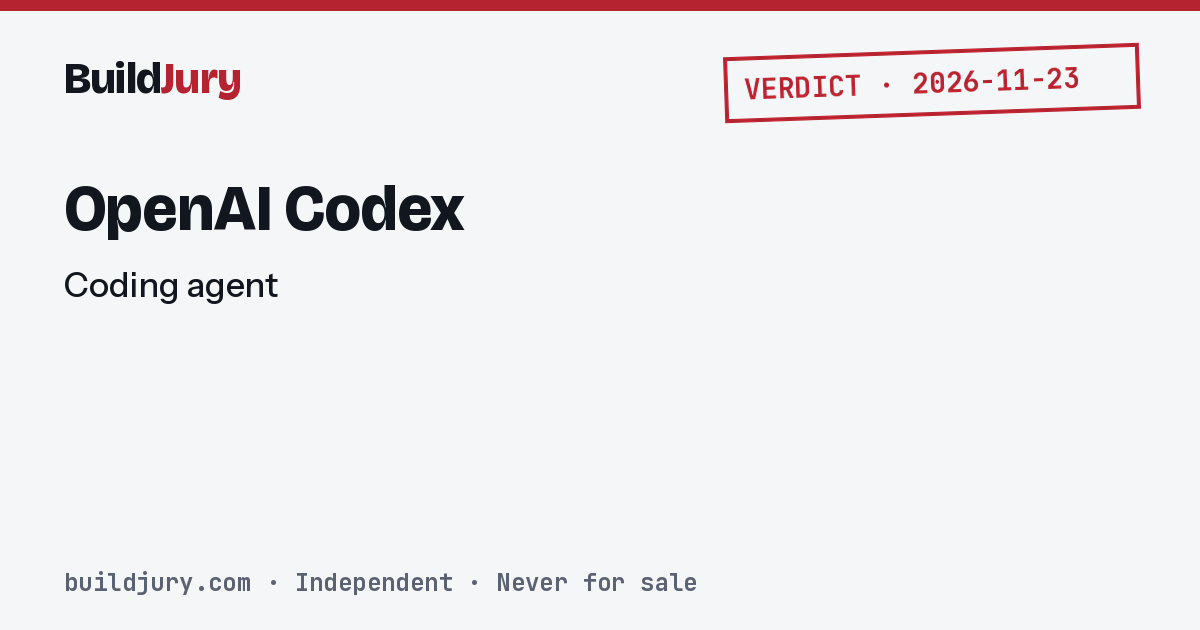 BuildJury
VERDICT · 2026-11-23
OpenAI Codex
Coding agent
buildjury.com · Independent · Never for sale